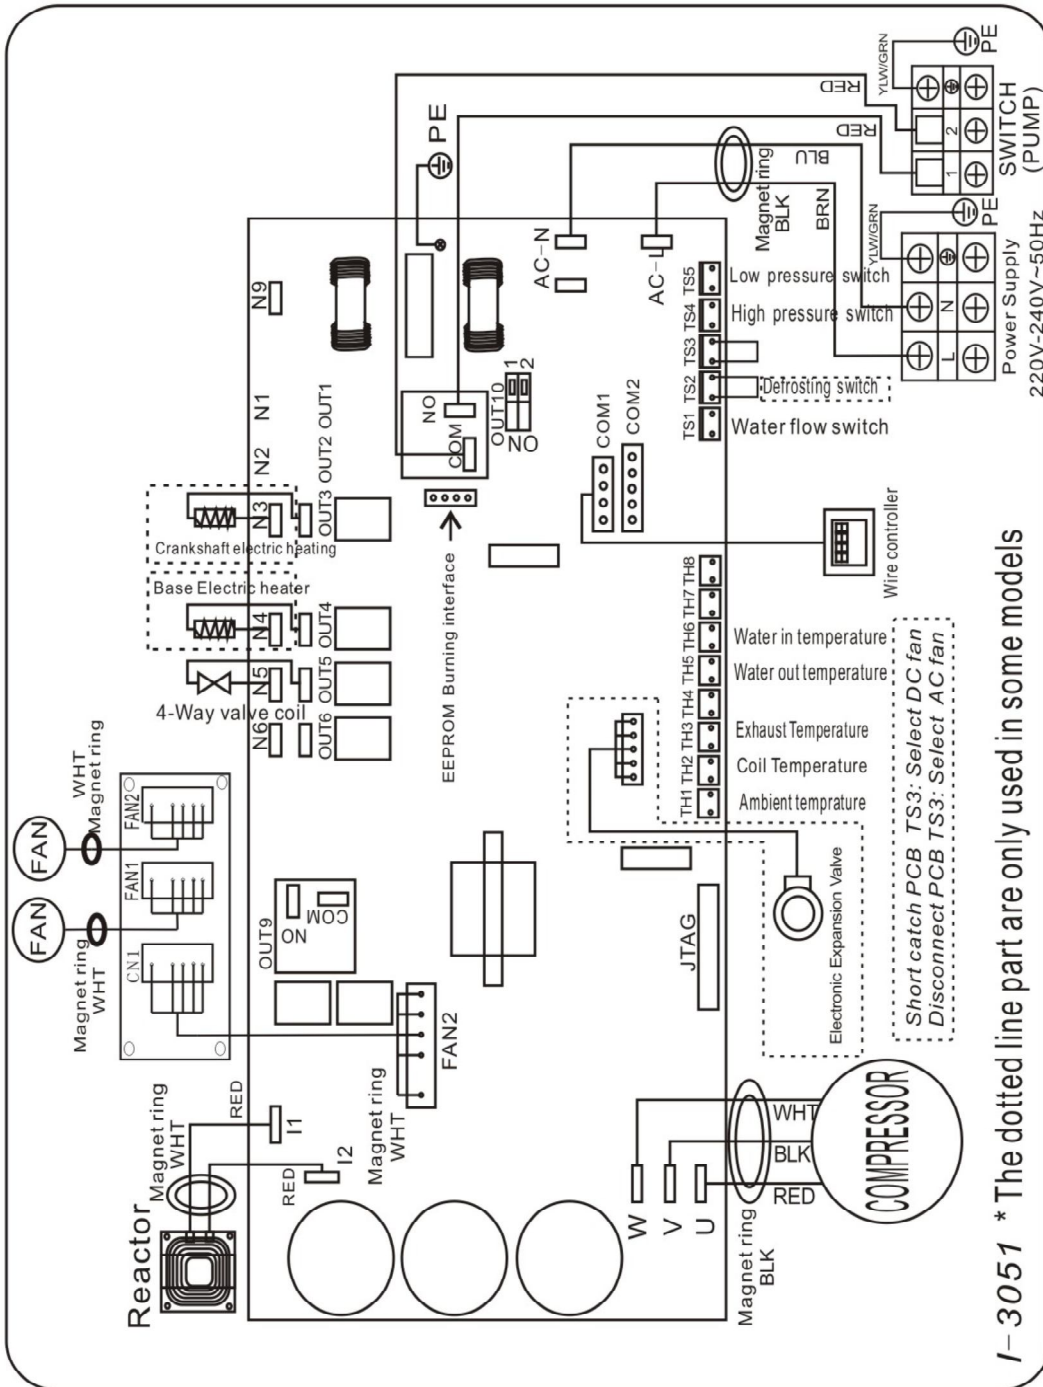 Reactor
Magnet ring
WHT
RED
I1
RED
I2
Magnet ring
WHT
FAN
FAN
Magnet ring
WHT
WHT
Magnet ring
CN1
FAN1
FAN2
Magnet ring
WHT
FAN2
OUT9
NO
COM
N6
N5
N4
N3
N2
N1
N9
4-Way valve coil
Base Electric heater
Crankshaft electric heating
OUT6
OUT5
OUT4
OUT3
OUT2
OUT1
EEPROM Burning interface
COM
NO
OUT10
ON
1
2
PE
AC-N
AC-L
COM1
COM2
W
V
U
Magnet ring
BLK
WHT
BLK
RED
COMPRESSOR
JTAG
Electronic Expansion Valve
TH1
TH2
TH3
TH4
TH5
TH6
TH7
TH8
Ambient temprature
Coil Temperature
Exhaust Temperature
Water out temperature
Water in temperature
Wire controller
TS1
TS2
TS3
TS4
TS5
Water flow switch
Defrosting switch
High pressure switch
Low pressure switch
Magnet ring
BLK
BLU
BRN
RED
RED
YLW/GRN
PE
YLW/GRN
PE
L
N
1
2
Power Supply
220V-240V~50Hz
SWITCH
(PUMP)
Short catch PCB TS3: Select DC fan
Disconnect PCB TS3: Select AC fan
I-3051 * The dotted line part are only used in some models